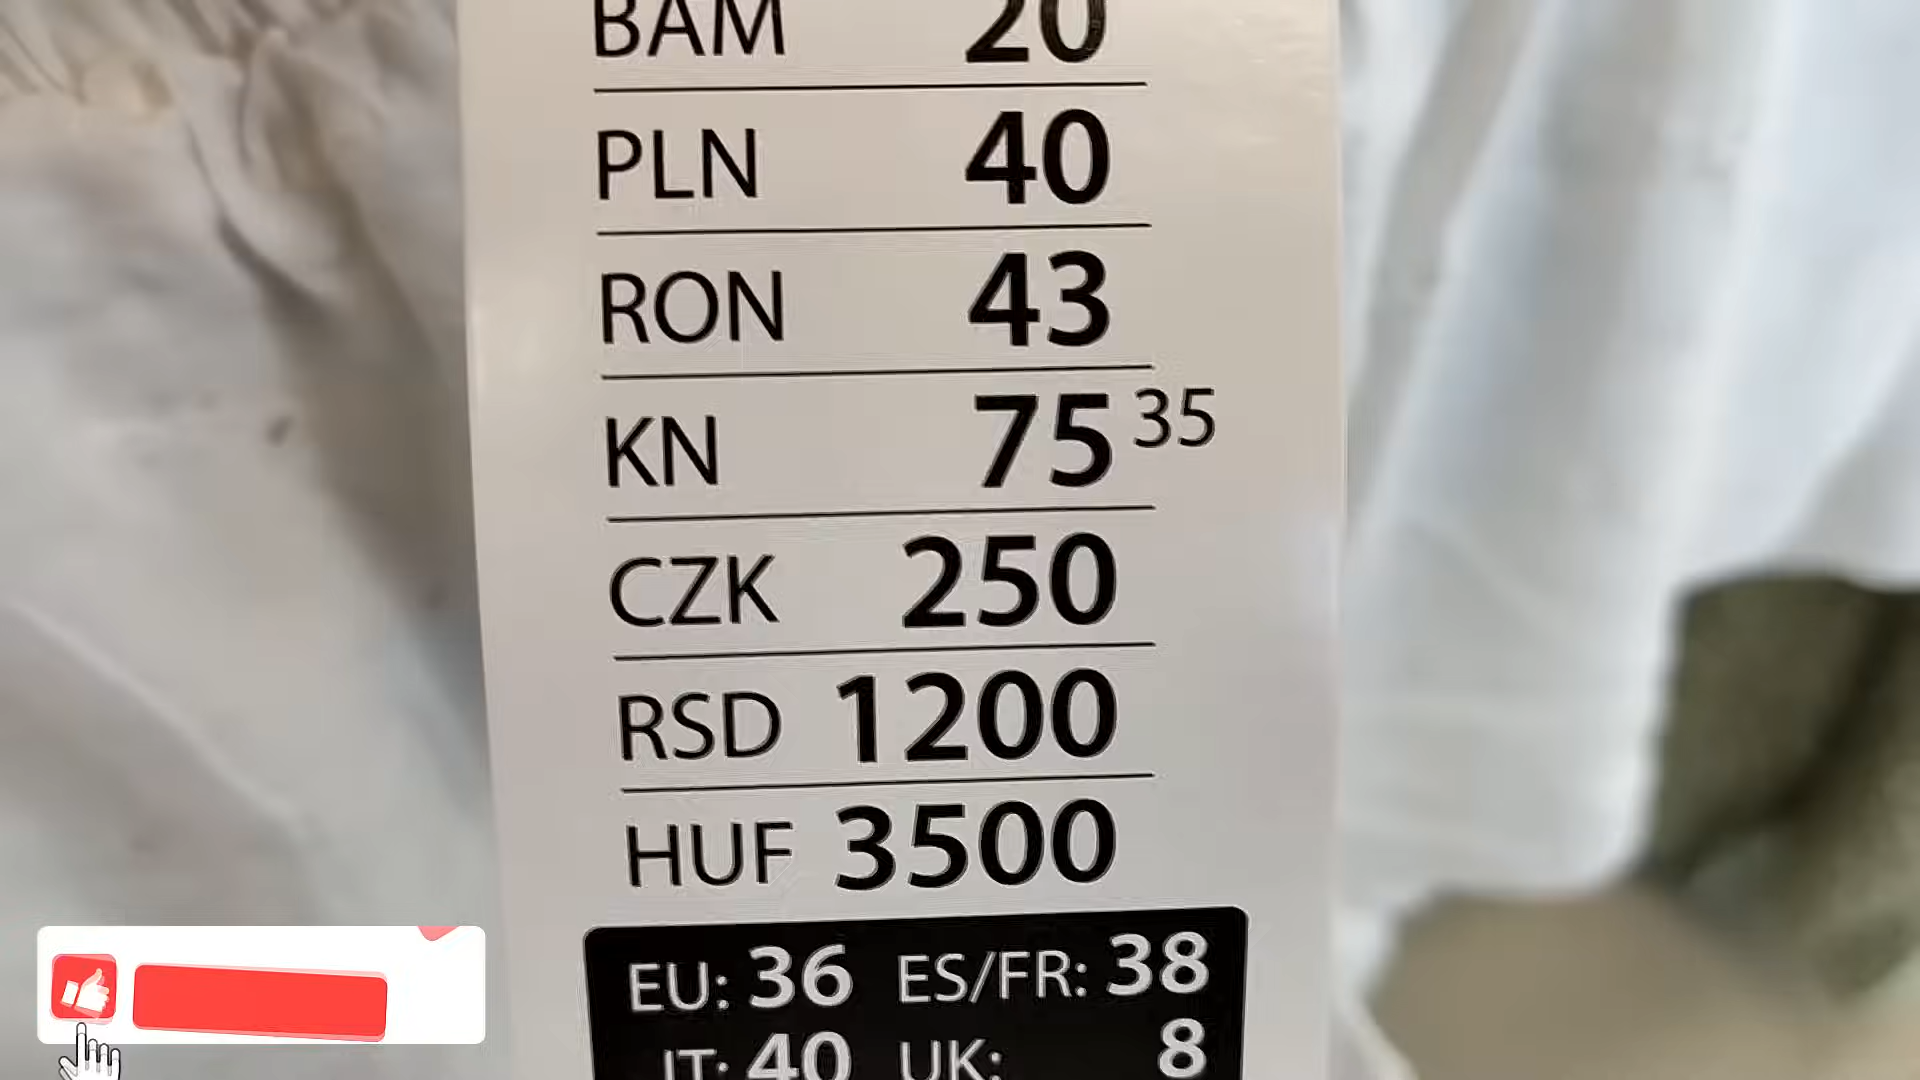 BAM 20
PLN 40
RON 43
KN 75 35
CZK 250
RSD 1200
HUF 3500
EU: 36 ES/FR: 38
IT: 40 UK: 8